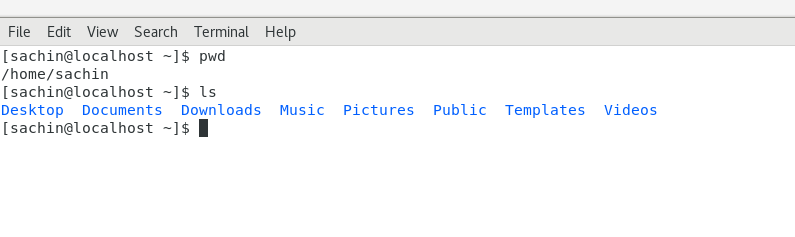 File Edit View Search Terminal Help
[sachin@localhost ~]$ pwd
/home/sachin
[sachin@localhost ~]$ ls
Desktop  Documents  Downloads  Music  Pictures  Public  Templates  Videos
[sachin@localhost ~]$